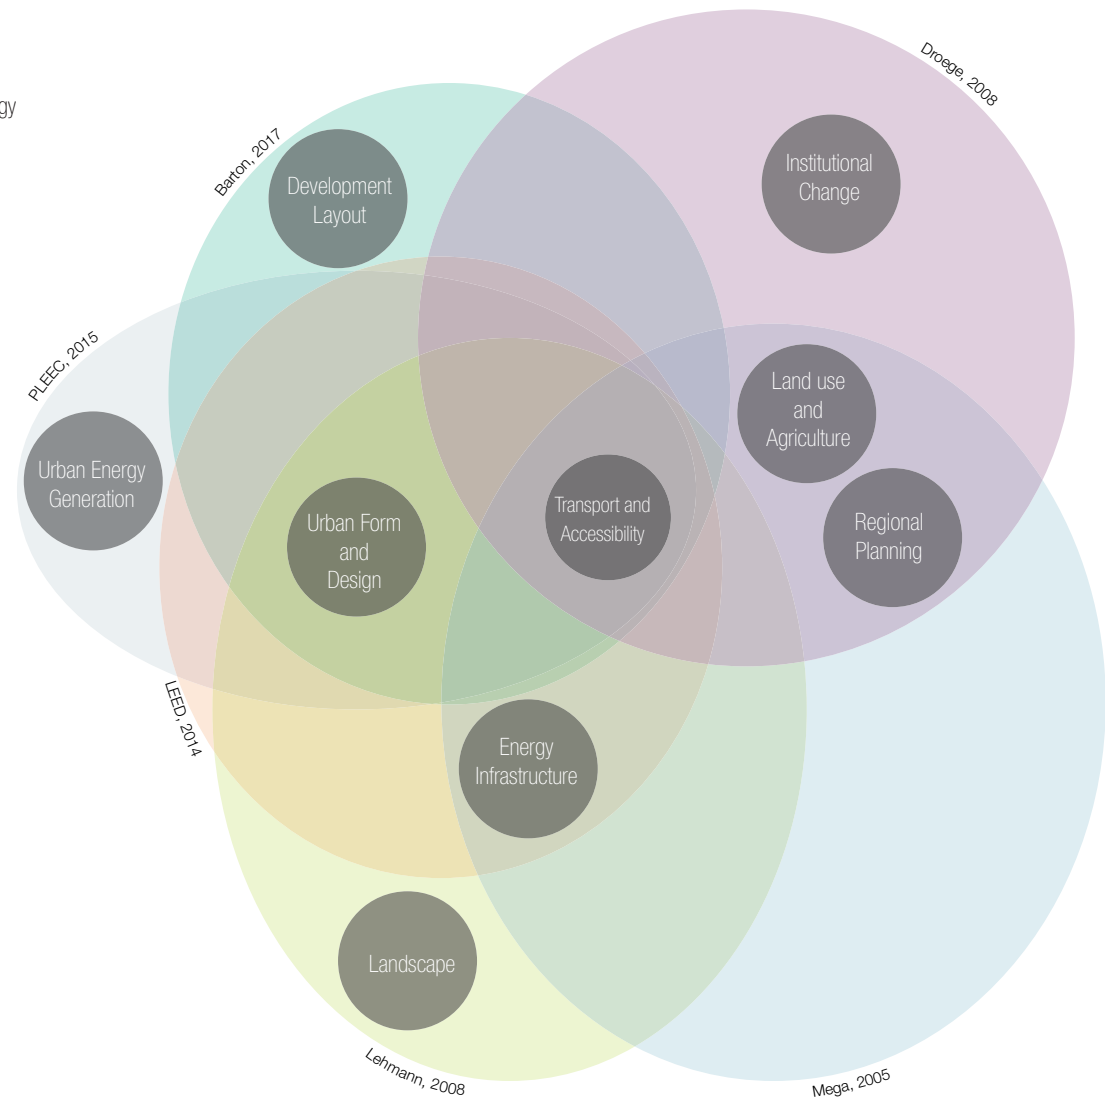 gy
Droege, 2008
Barton, 2017
Development
Layout
Institutional
Change
PLEEC, 2015
Land use
and
Agriculture
Urban Energy
Generation
Urban Form
and
Design
Transport and
Accessibility
Regional
Planning
LEED, 2014
Energy
Infrastructure
Landscape
Lehmann, 2008
Mega, 2005